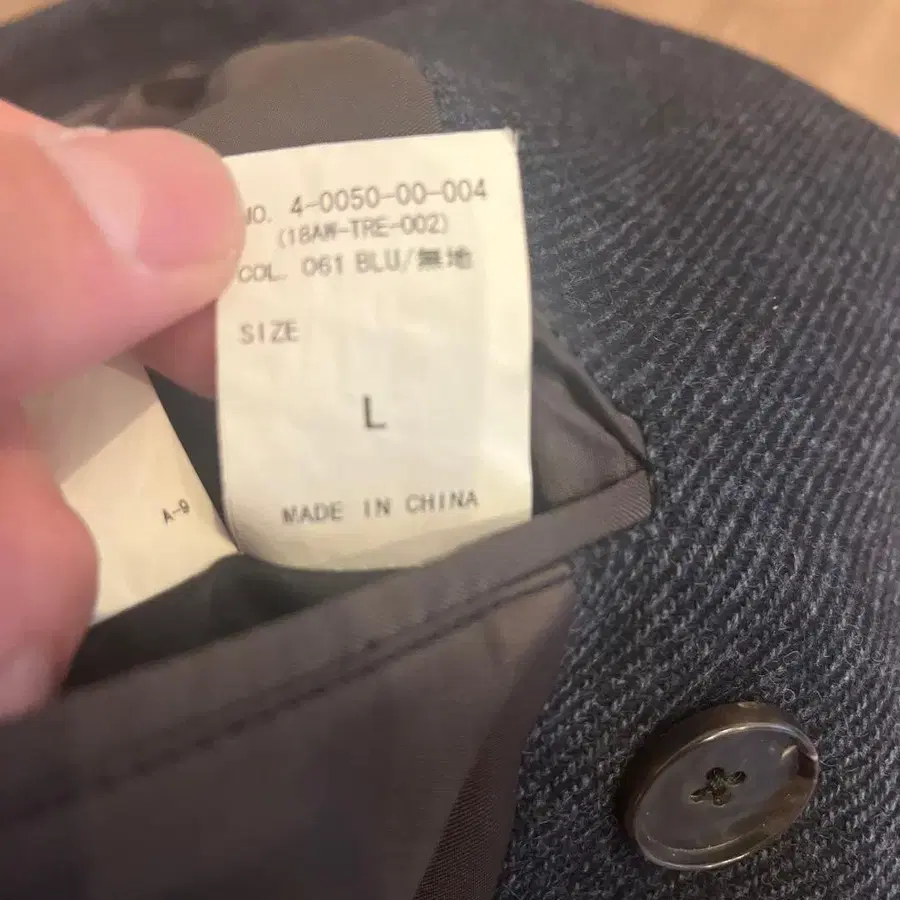 NO. 4-0050-00-004
(18AW-TRE-002)
COL. 061 BLU/無地
SIZE
L
MADE IN CHINA
A-9